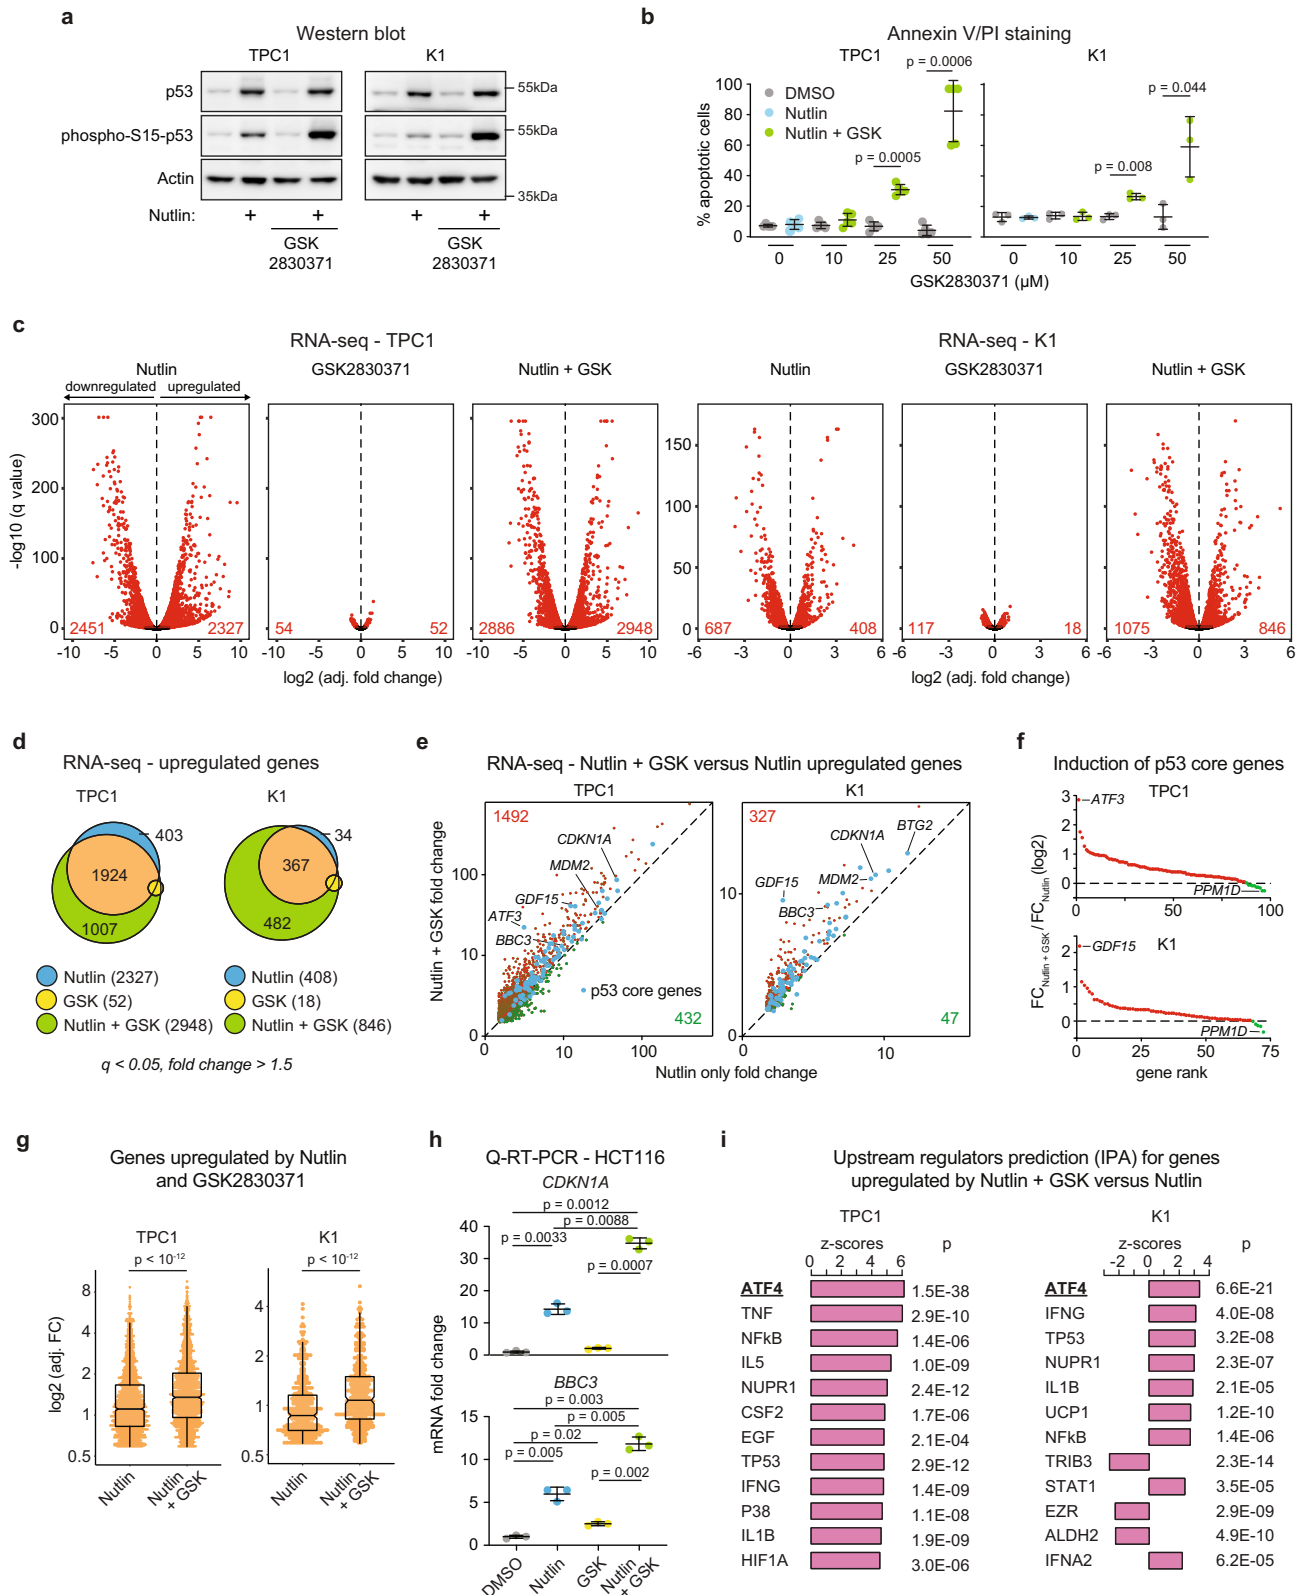 a
Western blot
TPC1
K1
p53
55kDa
phospho-S15-p53
55kDa
Actin
35kDa
Nutlin:
+
+
+
+
GSK
2830371
GSK
2830371
b
Annexin V/PI staining
TPC1
K1
p = 0.0006
p = 0.044
DMSO
Nutlin
Nutlin + GSK
p = 0.0005
p = 0.008
% apoptotic cells
100
80
60
40
20
0
0
10
25
50
0
10
25
50
GSK2830371 (µM)
c
RNA-seq - TPC1
RNA-seq - K1
Nutlin
GSK2830371
Nutlin + GSK
Nutlin
GSK2830371
Nutlin + GSK
downregulated
upregulated
-log10 (q value)
300
200
100
0
150
100
50
0
2451
2327
54
52
2886
2948
687
408
117
18
1075
846
-10 -5 0 5 10
-10 -5 0 5 10
-10 -5 0 5 10
-6 -3 0 3 6
-6 -3 0 3 6
-6 -3 0 3 6
log2 (adj. fold change)
log2 (adj. fold change)
d
RNA-seq - upregulated genes
TPC1
K1
403
1924
1007
34
367
482
Nutlin (2327)
GSK (52)
Nutlin + GSK (2948)
Nutlin (408)
GSK (18)
Nutlin + GSK (846)
q < 0.05, fold change > 1.5
e
RNA-seq - Nutlin + GSK versus Nutlin upregulated genes
TPC1
K1
Nutlin + GSK fold change
100
10
0
1492
CDKN1A
MDM2
GDF15
ATF3
BBC3
p53 core genes
432
0
10
100
10
0
327
BTG2
CDKN1A
MDM2
GDF15
BBC3
47
0
10
Nutlin only fold change
f
Induction of p53 core genes
TPC1
FC Nutlin + GSK / FC Nutlin (log2)
3
2
1
0
ATF3
PPM1D
0
50
100
K1
2
1
0
GDF15
PPM1D
0
25
50
75
gene rank
g
Genes upregulated by Nutlin
and GSK2830371
TPC1
K1
p < 10-12
p < 10-12
log2 (adj. FC)
8
4
2
1
0.5
4
2
1
0.5
Nutlin
Nutlin
+ GSK
Nutlin
Nutlin
+ GSK
h
Q-RT-PCR - HCT116
CDKN1A
p = 0.0012
p = 0.0088
p = 0.0033
p = 0.0007
40
30
20
10
0
mRNA fold change
BBC3
p = 0.003
p = 0.005
p = 0.02
p = 0.005
p = 0.002
15
10
5
0
DMSO
Nutlin
GSK
Nutlin
+ GSK
i
Upstream regulators prediction (IPA) for genes
upregulated by Nutlin + GSK versus Nutlin
TPC1
z-scores
p
0 2 4 6
ATF4 1.5E-38
TNF 2.9E-10
NFkB 1.4E-06
IL5 1.0E-09
NUPR1 2.4E-12
CSF2 1.7E-06
EGF 2.1E-04
TP53 2.9E-12
IFNG 1.4E-09
P38 1.1E-08
IL1B 1.9E-09
HIF1A 3.0E-06
K1
z-scores
p
-2 0 2 4
ATF4 6.6E-21
IFNG 4.0E-08
TP53 3.2E-08
NUPR1 2.3E-07
IL1B 2.1E-05
UCP1 1.2E-10
NFkB 1.4E-06
TRIB3 2.3E-14
STAT1 3.5E-05
EZR 2.9E-09
ALDH2 4.9E-10
IFNA2 6.2E-05